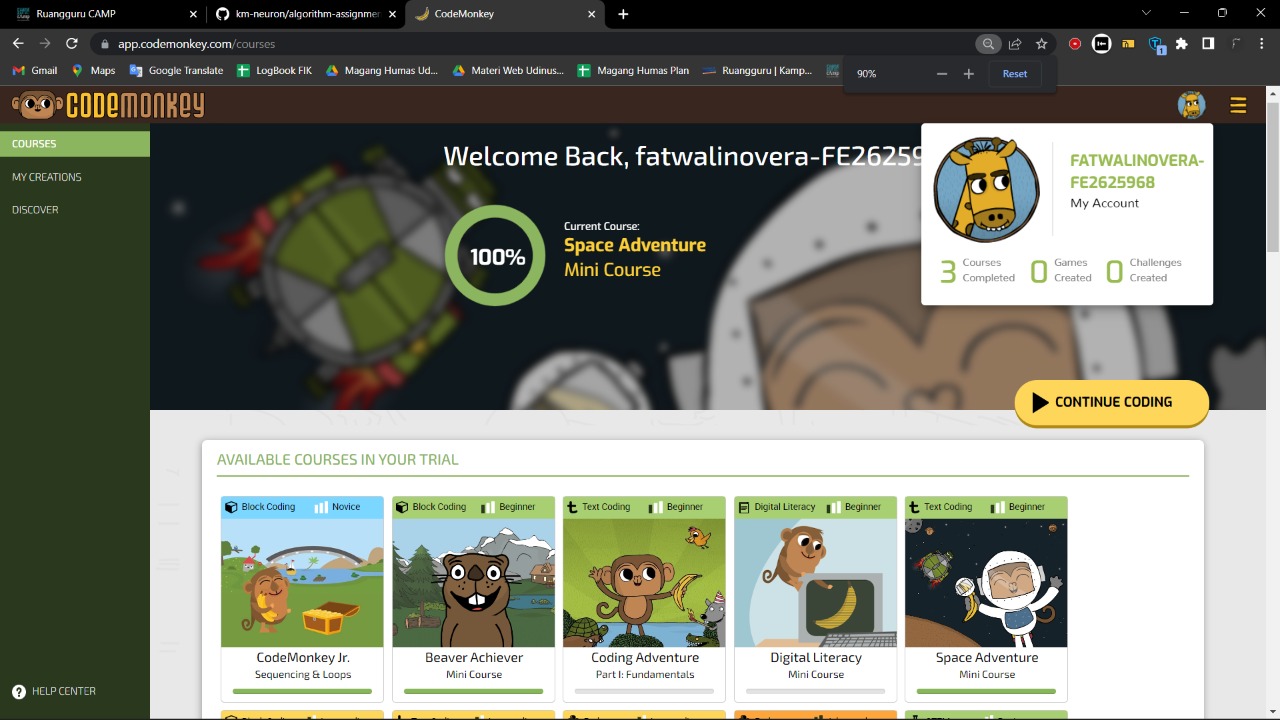 Ruangguru CAMP
km-neuron/algorithm-assignmen
CodeMonkey
app.codemonkey.com/courses
Gmail
Maps
Google Translate
LogBook FIK
Magang Humas Ud...
Materi Web Udinus...
Magang Humas Plan
Ruangguru | Kamp...
90%
Reset
CODEMONKEY
COURSES
MY CREATIONS
DISCOVER
HELP CENTER
Welcome Back, fatwalinovera-FE26259
100%
Current Course:
Space Adventure
Mini Course
FATWALINOVERA-
FE2625968
My Account
3 Courses Completed
0 Games Created
0 Challenges Created
CONTINUE CODING
AVAILABLE COURSES IN YOUR TRIAL
Block Coding Novice
CodeMonkey Jr.
Sequencing & Loops
Block Coding Beginner
Beaver Achiever
Mini Course
Text Coding Beginner
Coding Adventure
Part I: Fundamentals
Digital Literacy Beginner
Digital Literacy
Mini Course
Text Coding Beginner
Space Adventure
Mini Course